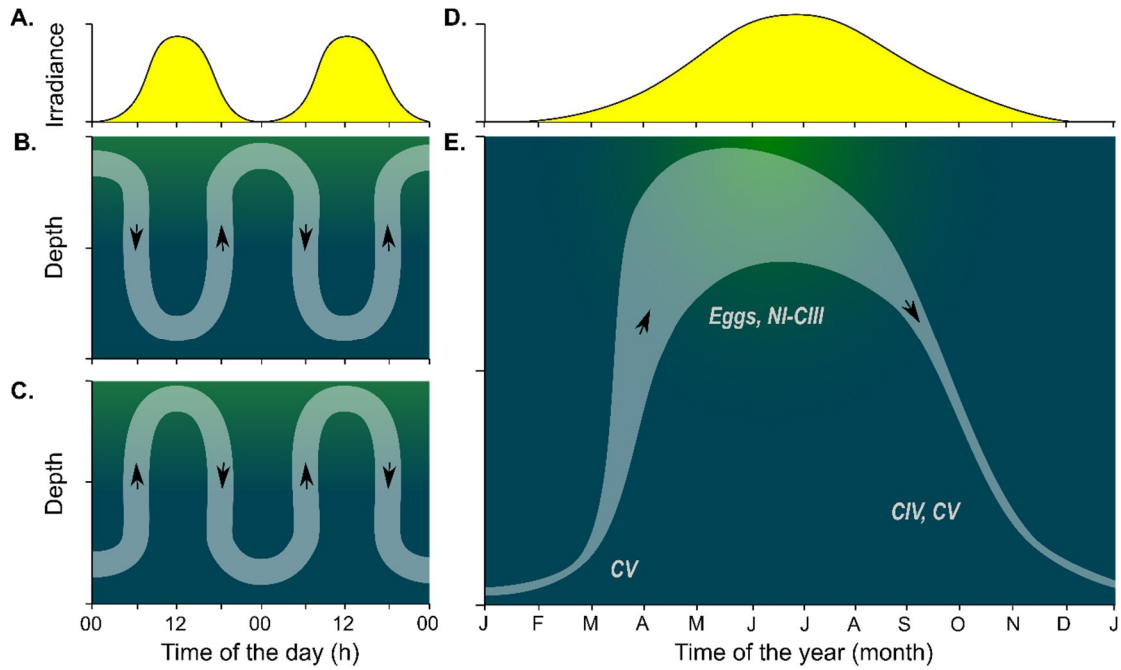 A.
Irradiance
B.
Depth
C.
Depth
00 12 00 12 00
Time of the day (h)
D.
E.
Eggs, NI-CIII
CIV, CV
CV
J F M A M J J A S O N D J
Time of the year (month)